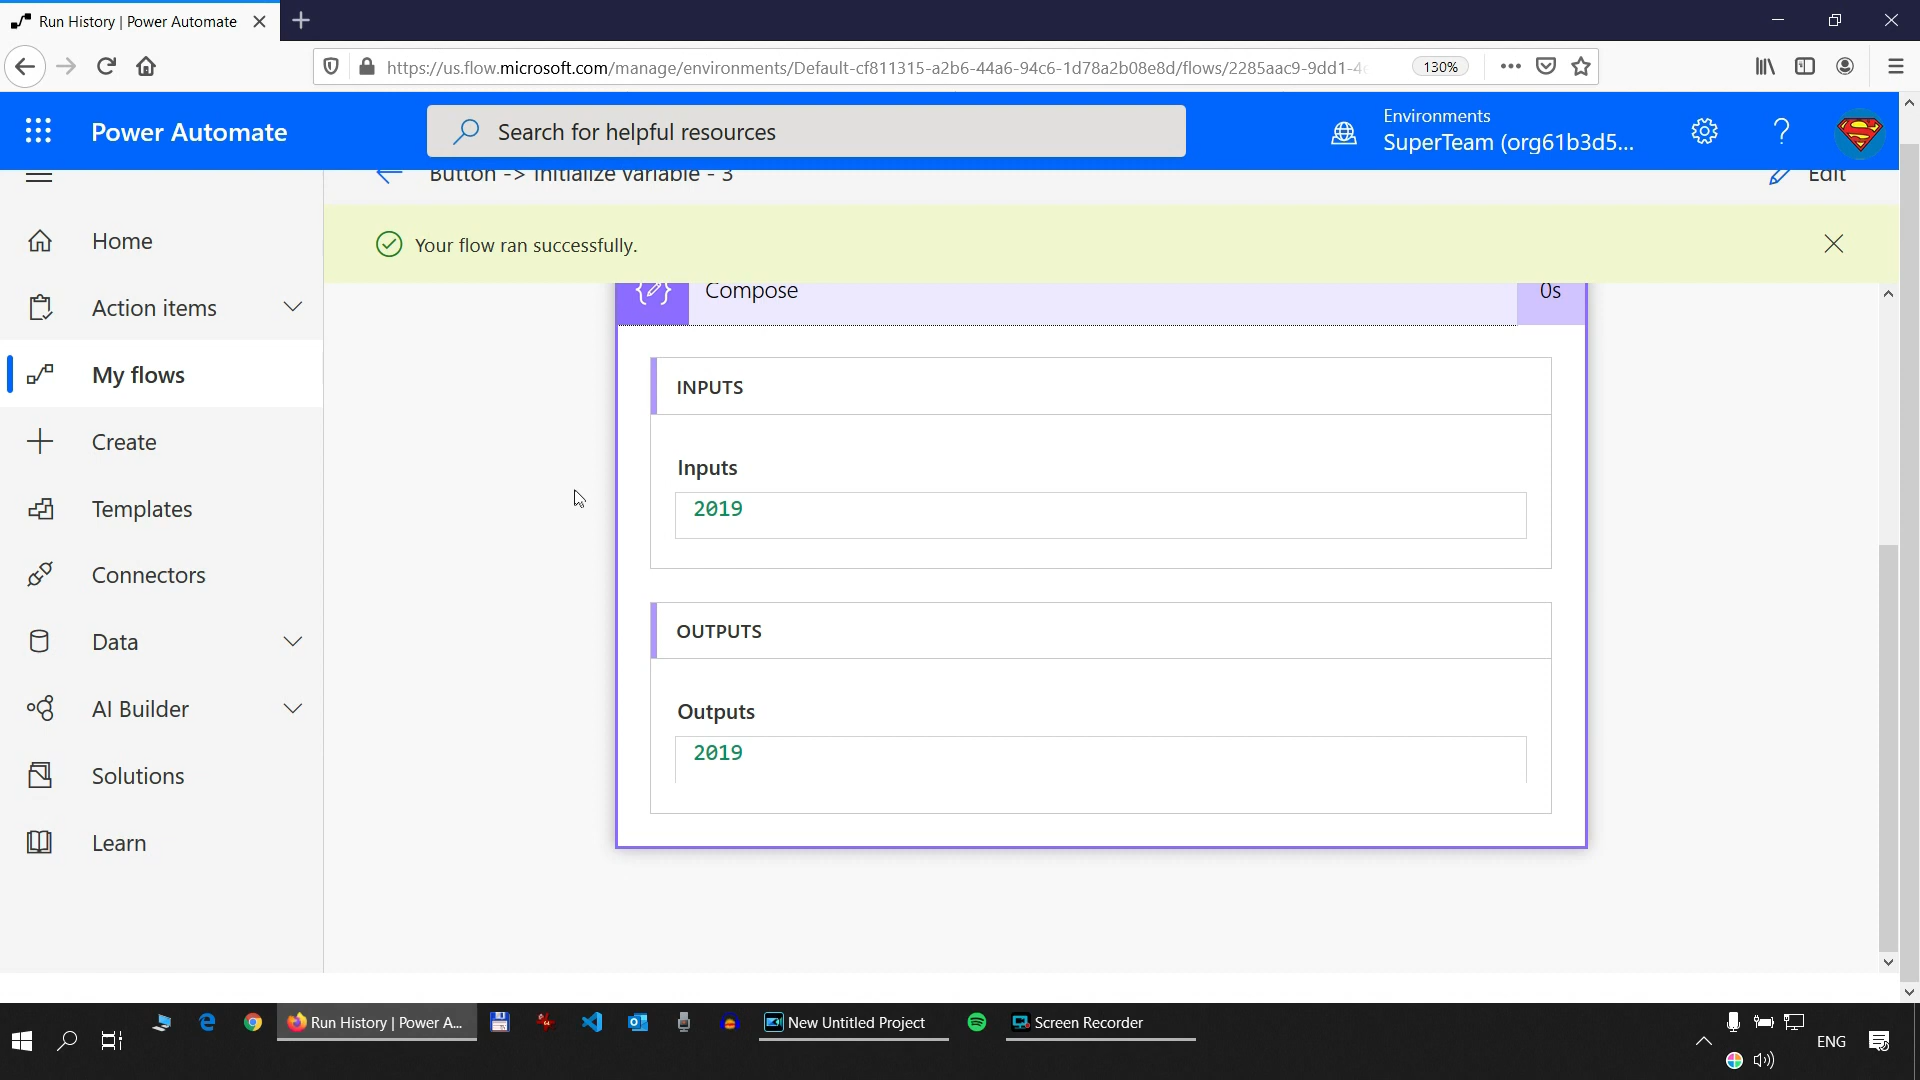 Run History | Power Automate
https://us.flow.microsoft.com/manage/environments/Default-cf811315-a2b6-44a6-94c6-1d78a2b08e8d/flows/2285aac9-9dd1-4
130%
Power Automate
Search for helpful resources
Environments
SuperTeam (org61b3d5...
Button -> Initialize variable - 3
Edit
Your flow ran successfully.
Home
Action items
My flows
Create
Templates
Connectors
Data
AI Builder
Solutions
Learn
Compose
0s
INPUTS
Inputs
2019
OUTPUTS
Outputs
2019
Run History | Power A...
New Untitled Project
Screen Recorder
ENG